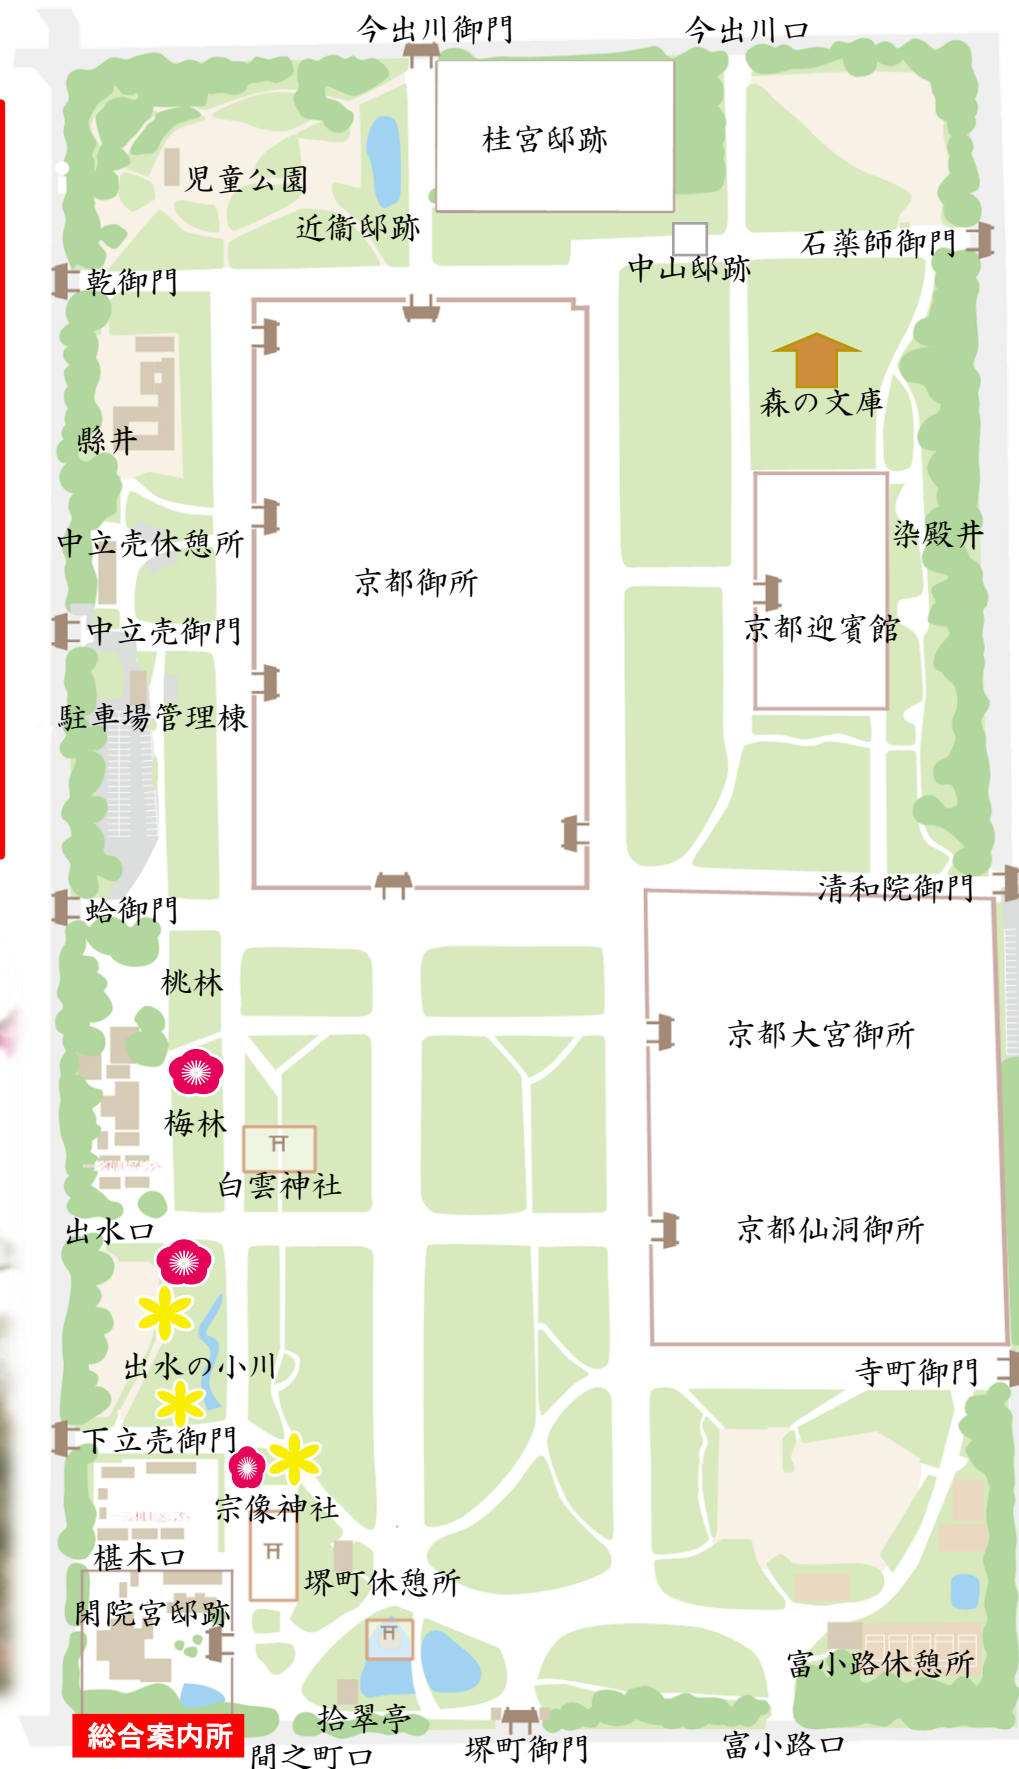 今出川御門
今出川口
桂宮邸跡
児童公園
近衞邸跡
石薬師御門
中山邸跡
乾御門
森の文庫
縣井
染殿井
中立売休憩所
京都御所
京都迎賓館
中立売御門
駐車場管理棟
清和院御門
蛤御門
桃林
京都大宮御所
梅林
白雲神社
京都仙洞御所
出水口
出水の小川
寺町御門
下立売御門
宗像神社
椹木口
堺町休憩所
閑院宮邸跡
富小路休憩所
拾翠亭
総合案内所
間之町口
堺町御門
富小路口